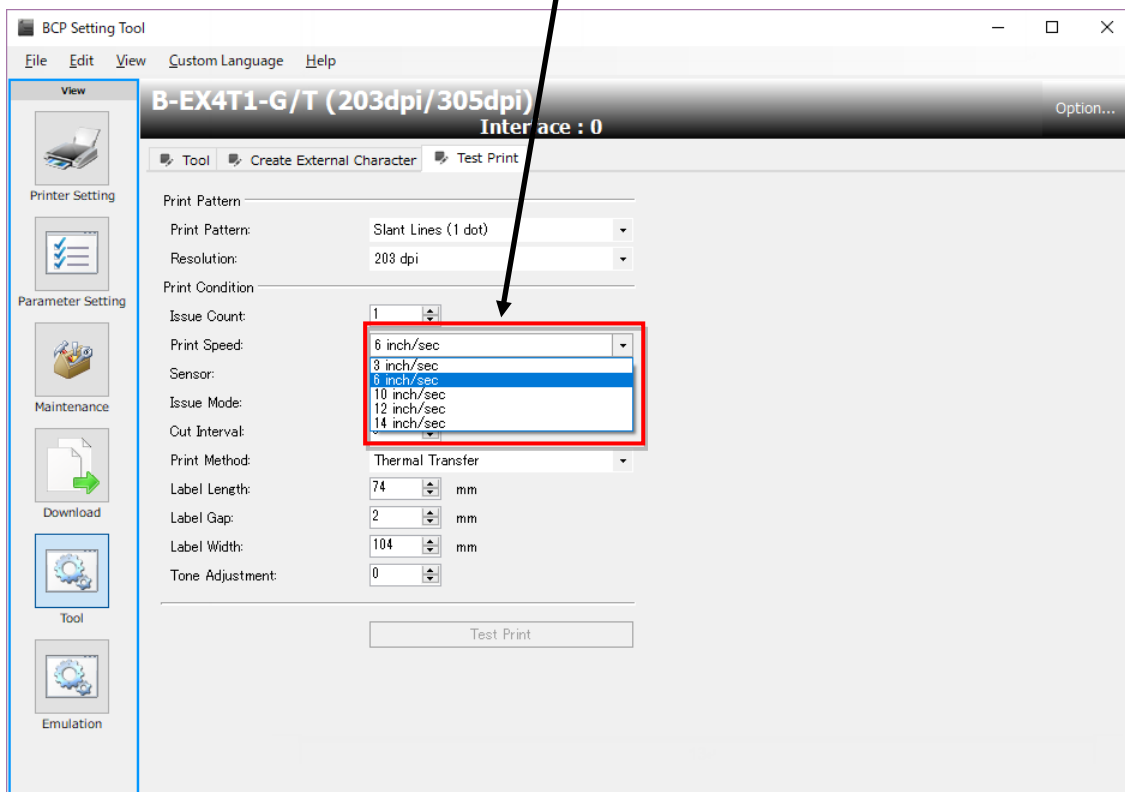 BCP Setting Tool
File Edit View Custom Language Help
View
B-EX4T1-G/T (203dpi/305dpi)
Interface : 0
Option...
Tool Create External Character Test Print
Printer Setting
Parameter Setting
Maintenance
Download
Tool
Emulation
Print Pattern
Print Pattern: Slant Lines (1 dot)
Resolution: 203 dpi
Print Condition
Issue Count: 1
Print Speed: 6 inch/sec
3 inch/sec
6 inch/sec
10 inch/sec
12 inch/sec
14 inch/sec
Sensor:
Issue Mode:
Cut Interval:
Print Method: Thermal Transfer
Label Length: 74 mm
Label Gap: 2 mm
Label Width: 104 mm
Tone Adjustment: 0
Test Print